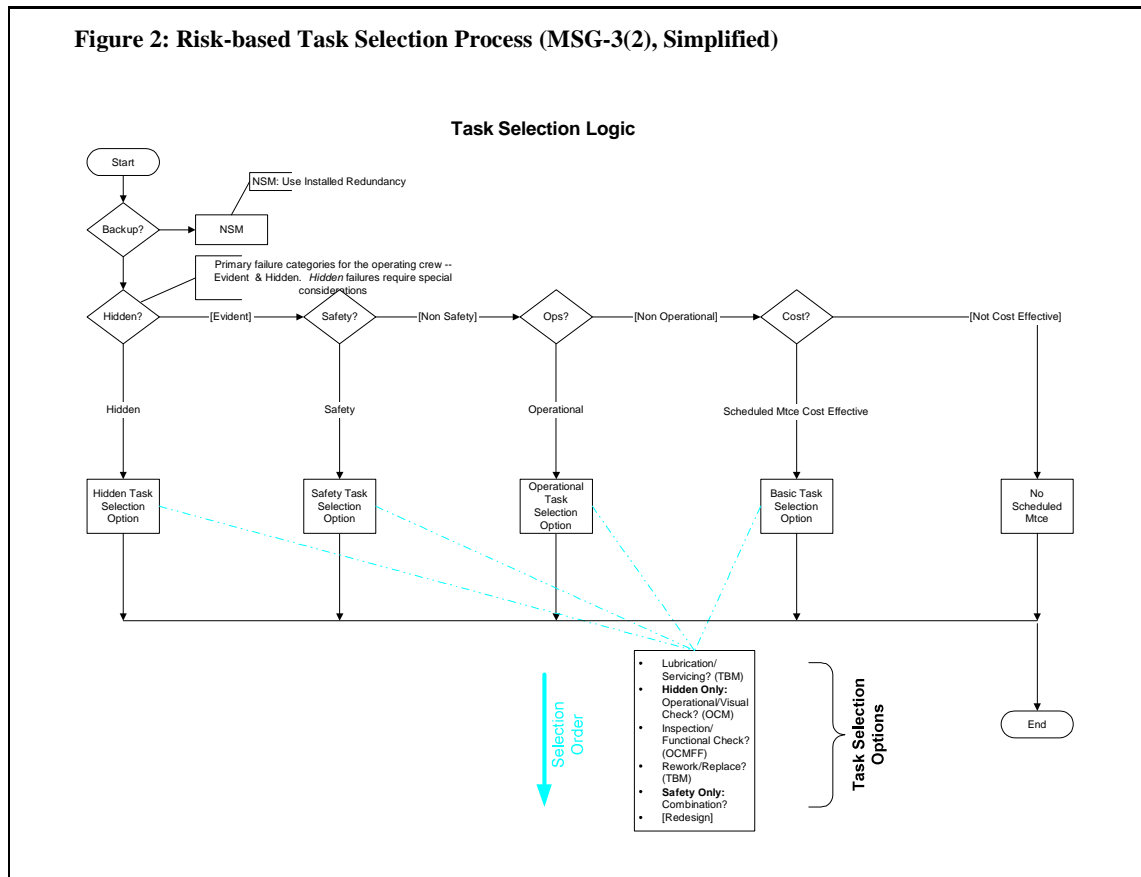 Figure 2: Risk-based Task Selection Process (MSG-3(2), Simplified)
Task Selection Logic
Start
NSM: Use Installed Redundancy
Backup?
NSM
Primary failure categories for the operating crew --
Evident & Hidden. Hidden failures require special
considerations
Hidden?
[Evident]
Safety?
[Non Safety]
Ops?
[Non Operational]
Cost?
[Not Cost Effective]
Hidden
Safety
Operational
Scheduled Mtce Cost Effective
Hidden Task
Selection
Option
Safety Task
Selection
Option
Operational
Task
Selection
Option
Basic Task
Selection
Option
No
Scheduled
Mtce
Selection
Order
• Lubrication/
Servicing? (TBM)
• Hidden Only:
Operational/Visual
Check? (OCM)
• Inspection/
Functional Check?
(OCMFF)
• Rework/Replace?
(TBM)
• Safety Only:
Combination?
• [Redesign]
Task Selection
Options
End